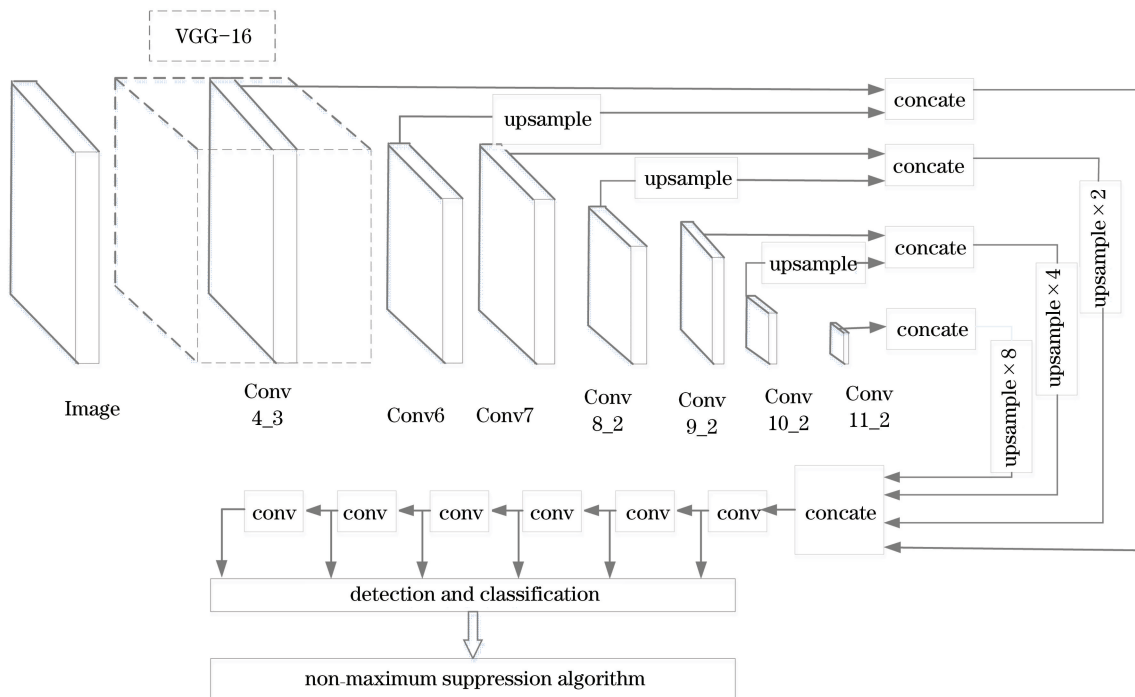 VGG-16
concate
upsample
concate
upsample
upsample×2
concate
upsample
upsample×4
concate
upsample×8
Image
Conv
4_3
Conv6
Conv7
Conv
8_2
Conv
9_2
Conv
10_2
Conv
11_2
conv
conv
conv
conv
conv
conv
concate
detection and classification
non-maximum suppression algorithm